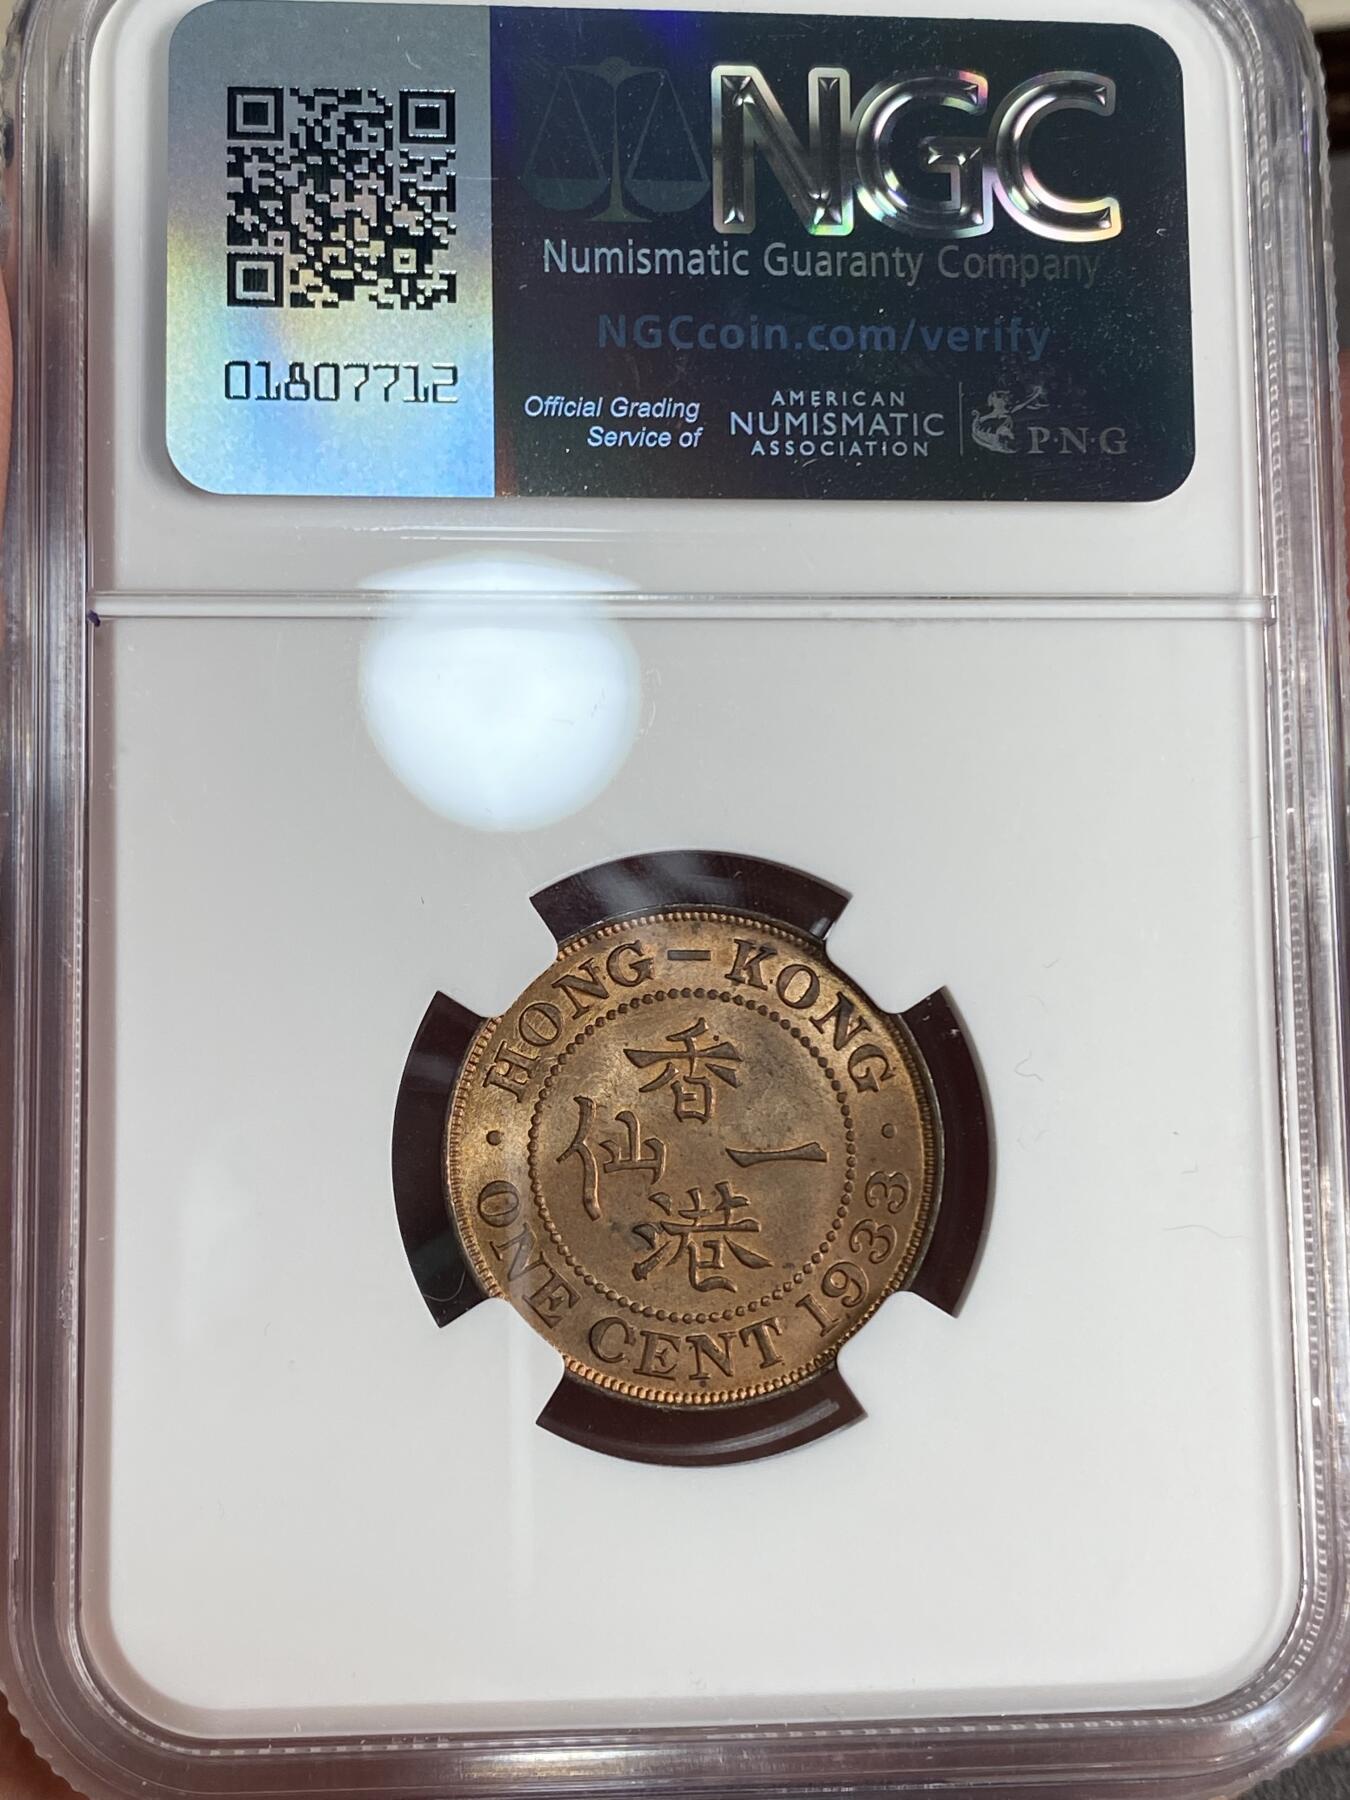 NGC
Numismatic Guaranty Company
NGCcoin.com/verify
01807712
Official Grading
Service of
AMERICAN
NUMISMATIC
ASSOCIATION
P·N·G
HONG-KONG
香
仙 一
港
· ONE CENT 1933 ·